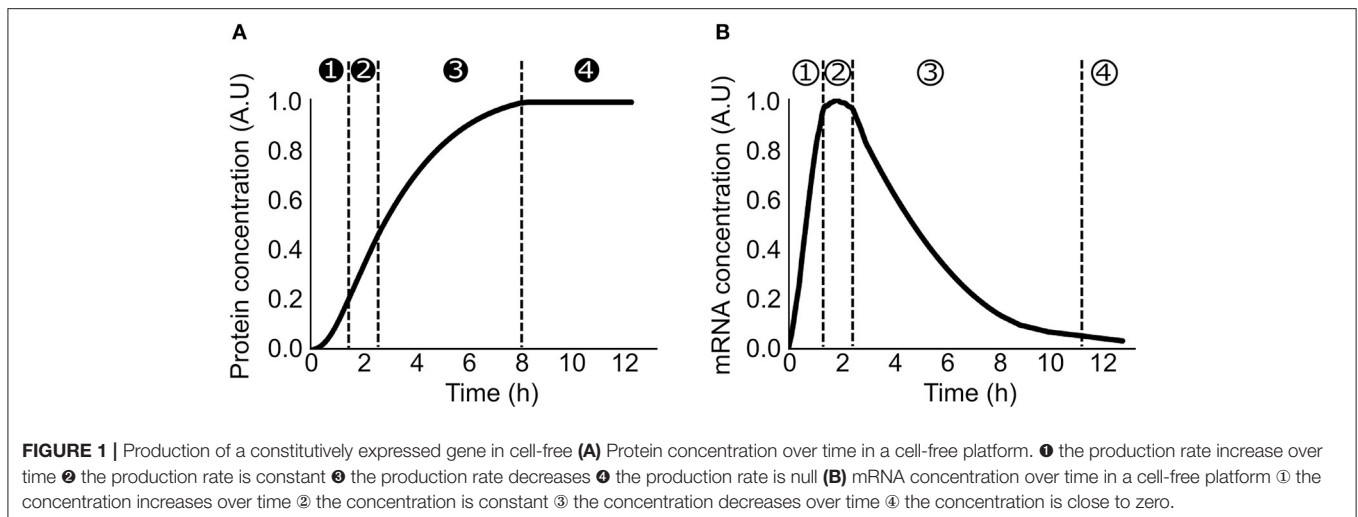 A
❶ ❷ ❸ ❹
Protein concentration (A.U)
1.0
0.8
0.6
0.4
0.2
0.0
0 2 4 6 8 10 12
Time (h)
B
① ② ③ ④
mRNA concentration (A.U)
1.0
0.8
0.6
0.4
0.2
0.0
0 2 4 6 8 10 12
Time (h)
FIGURE 1 | Production of a constitutively expressed gene in cell-free (A) Protein concentration over time in a cell-free platform. ❶ the production rate increase over
time ❷ the production rate is constant ❸ the production rate decreases ❹ the production rate is null (B) mRNA concentration over time in a cell-free platform ① the
concentration increases over time ② the concentration is constant ③ the concentration decreases over time ④ the concentration is close to zero.